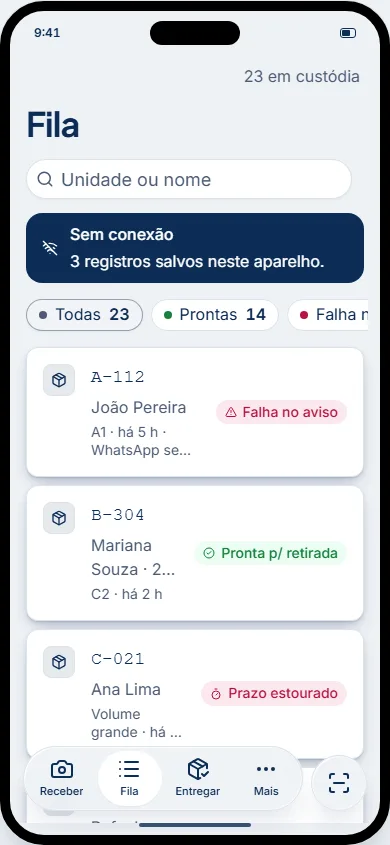 9:41
23 em custódia
Fila
Unidade ou nome
Sem conexão
3 registros salvos neste aparelho.
Todas 23
Prontas 14
Falha n
A-112
João Pereira
A1 · há 5 h ·
WhatsApp se...
Falha no aviso
B-304
Mariana
Souza · 2...
C2 · há 2 h
Pronta p/ retirada
C-021
Ana Lima
Volume
grande · há ...
Prazo estourado
Receber
Fila
Entregar
Mais